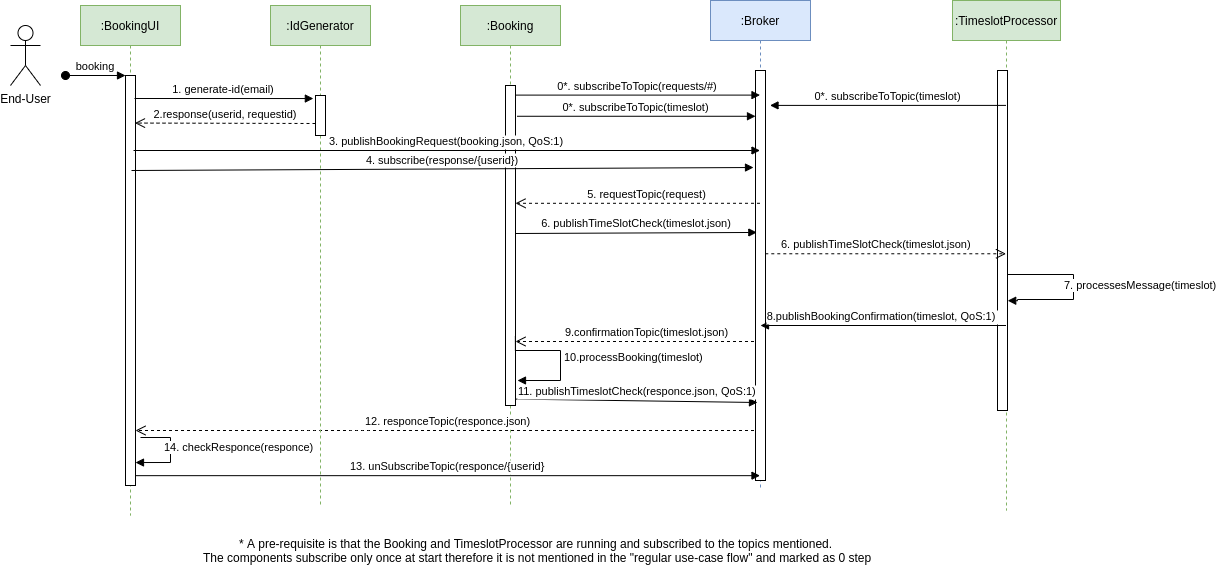 :BookingUI
:IdGenerator
:Booking
:Broker
:TimeslotProcessor
End-User
booking
1. generate-id(email)
0*. subscribeToTopic(requests/#)
0*. subscribeToTopic(timeslot)
0*. subscribeToTopic(timeslot)
2.response(userid, requestid)
3. publishBookingRequest(booking.json, QoS:1)
4. subscribe(response/{userid})
5. requestTopic(request)
6. publishTimeSlotCheck(timeslot.json)
6. publishTimeSlotCheck(timeslot.json)
7. processesMessage(timeslot)
8.publishBookingConfirmation(timeslot, QoS:1)
9.confirmationTopic(timeslot.json)
10.processBooking(timeslot)
11. publishTimeslotCheck(responce.json, QoS:1)
12. responceTopic(responce.json)
14. checkResponce(responce)
13. unSubscribeTopic(responce/{userid}
* A pre-requisite is that the Booking and TimeslotProcessor are running and subscribed to the topics mentioned.
The components subscribe only once at start therefore it is not mentioned in the "regular use-case flow" and marked as 0 step